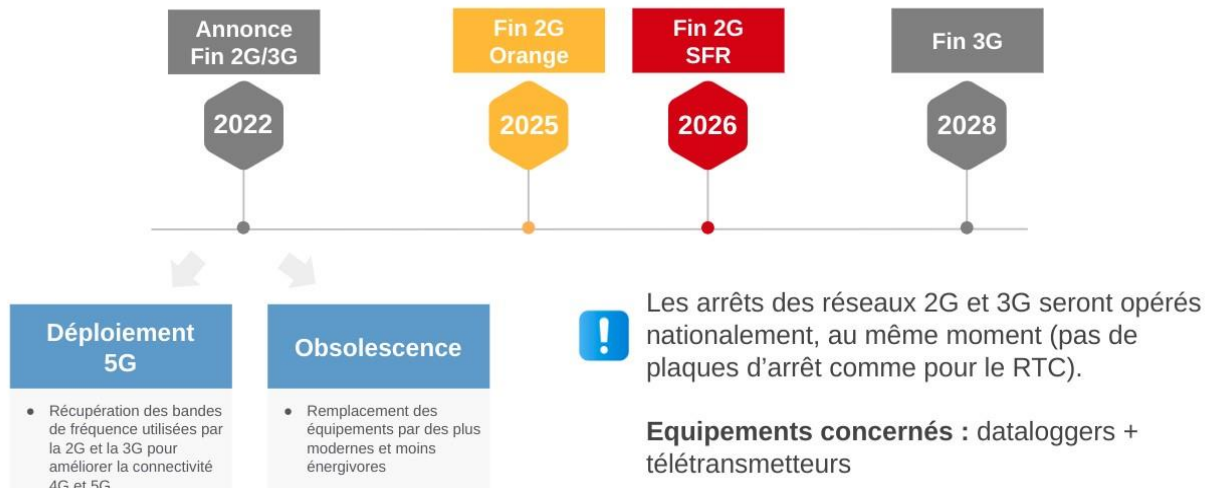 Annonce
Fin 2G/3G
Fin 2G
Orange
Fin 2G
SFR
Fin 3G
2022
2025
2026
2028
Déploiement
5G
● Récupération des bandes
de fréquence utilisées par
la 2G et la 3G pour
améliorer la connectivité
4G et 5G
Obsolescence
● Remplacement des
équipements par des plus
modernes et moins
énergivores
!
Les arrêts des réseaux 2G et 3G seront opérés
nationalement, au même moment (pas de
plaques d’arrêt comme pour le RTC).
Equipements concernés : dataloggers +
télétransmetteurs